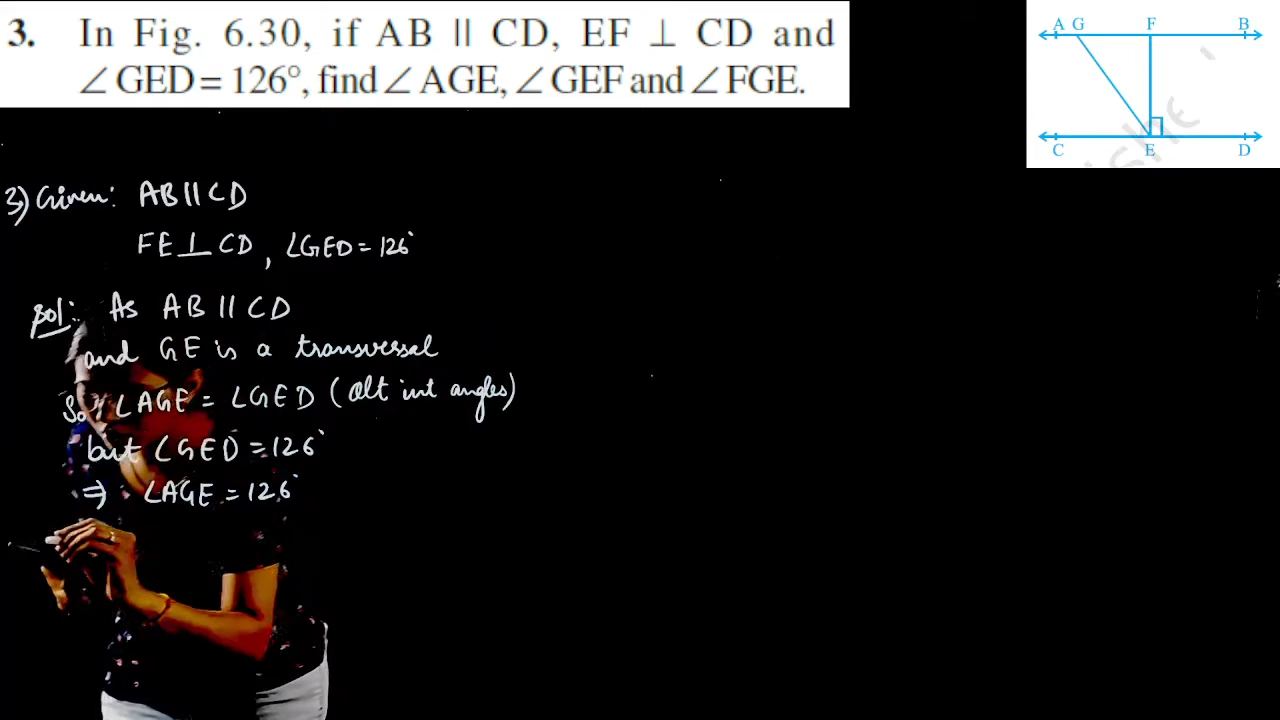 3. In Fig. 6.30, if AB || CD, EF ⊥ CD and
∠GED = 126°, find ∠AGE, ∠GEF and ∠FGE.
A G F B
C E D
3) Given: AB || CD
FE ⊥ CD, ∠GED = 126°
Sol: As AB || CD
and GE is a transversal
So, ∠AGE = ∠GED (alt int angles)
but ∠GED = 126°
⇒ ∠AGE = 126°